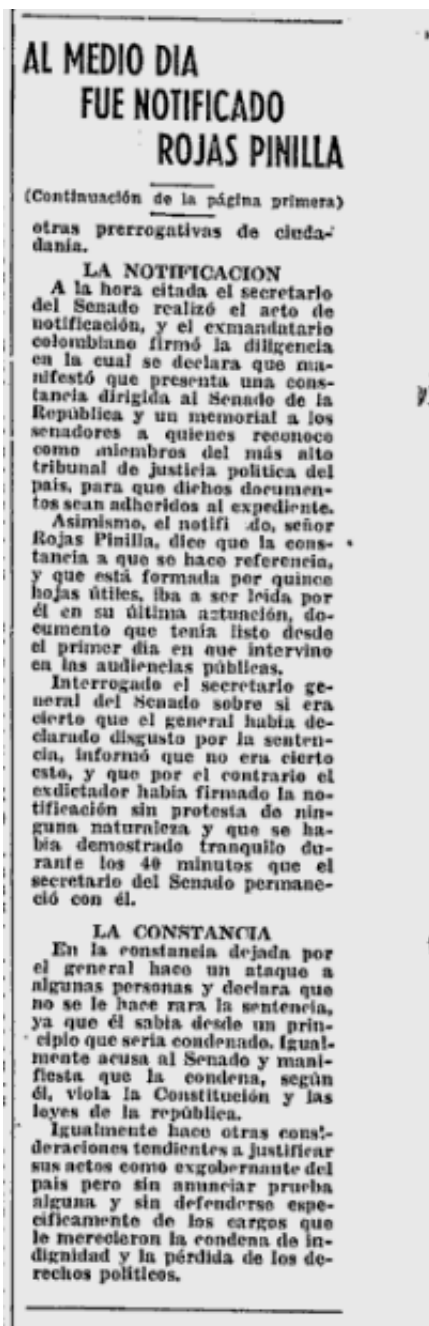 AL MEDIO DIA
FUE NOTIFICADO
ROJAS PINILLA
(Continuación de la página primera)
otras prerrogativas de ciuda-
danía.
LA NOTIFICACION
A la hora citada el secretario
del Senado realizó el acto de
notificación, y el exmandatario
colombiano firmó la diligencia
en la cual se declara que ma-
nifestó que presenta una cons-
tancia dirigida al Senado de la
República y un memorial a los
senadores a quienes reconoce
como miembros del más alto
tribunal de justicia política del
país, para que dichos documen-
tos sean adheridos al expediente.
Asimismo, el notifi do, señor
Rojas Pinilla, dice que la cons-
tancia a que se hace referencia,
y que está formada por quince
hojas útiles, iba a ser leída por
él en su última aztunción, do-
cumento que tenía listo desde
el primer día en que intervino
en las audiencias públicas.
Interrogado el secretario ge-
neral del Senado sobre si era
cierto que el general había de-
clarado disgusto por la senten-
cia, informó que no era cierto
esto, y que por el contrario el
exdictador había firmado la no-
tificación sin protesta de nin-
guna naturaleza y que se ha-
bía demostrado tranquilo du-
rante los 40 minutos que el
secretario del Senado permane-
ció con él.
LA CONSTANCIA
En la constancia dejada por
el general hace un ataque a
algunas personas y declara que
no se le hace rara la sentencia,
ya que él sabía desde un prin-
cipio que sería condenado. Igual-
mente acusa al Senado y mani-
fiesta que la condena, según
él, viola la Constitución y las
leyes de la república.
Igualmente hace otras consi-
deraciones tendientes a justificar
sus actos como exgobernante del
país pero sin anunciar prueba
alguna y sin defenderse espe-
cíficamente de los cargos que
le merecieron la condena de in-
dignidad y la pérdida de los de-
rechos políticos.